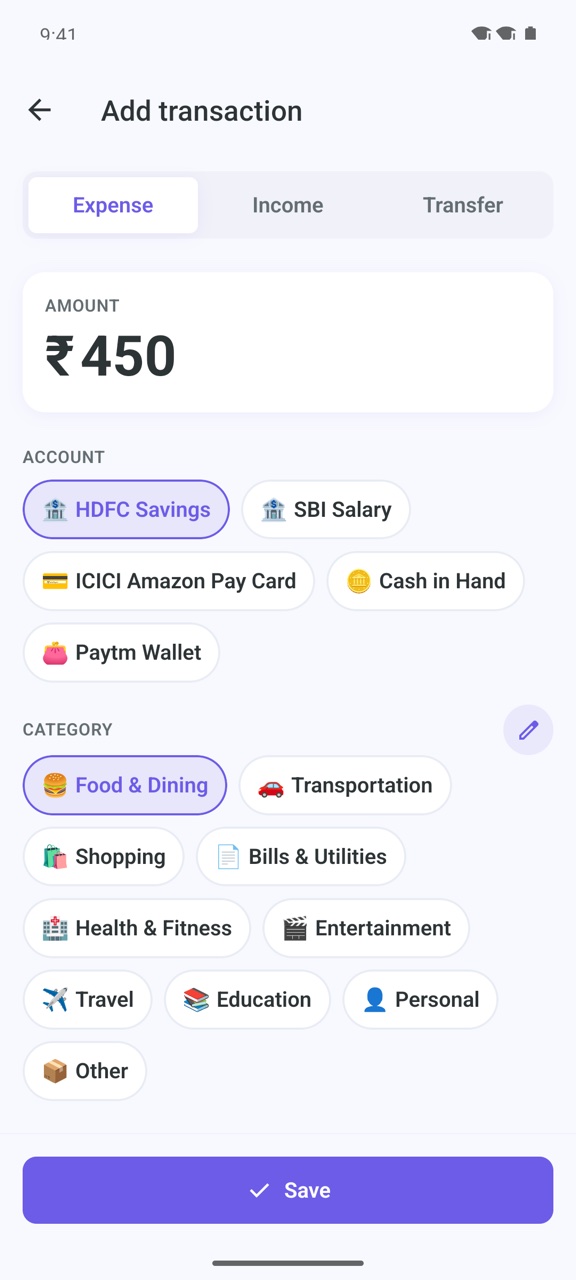 9:41
Add transaction
Expense Income Transfer
AMOUNT
₹450
ACCOUNT
HDFC Savings SBI Salary
ICICI Amazon Pay Card Cash in Hand
Paytm Wallet
CATEGORY
Food & Dining Transportation
Shopping Bills & Utilities
Health & Fitness Entertainment
Travel Education Personal
Other
Save